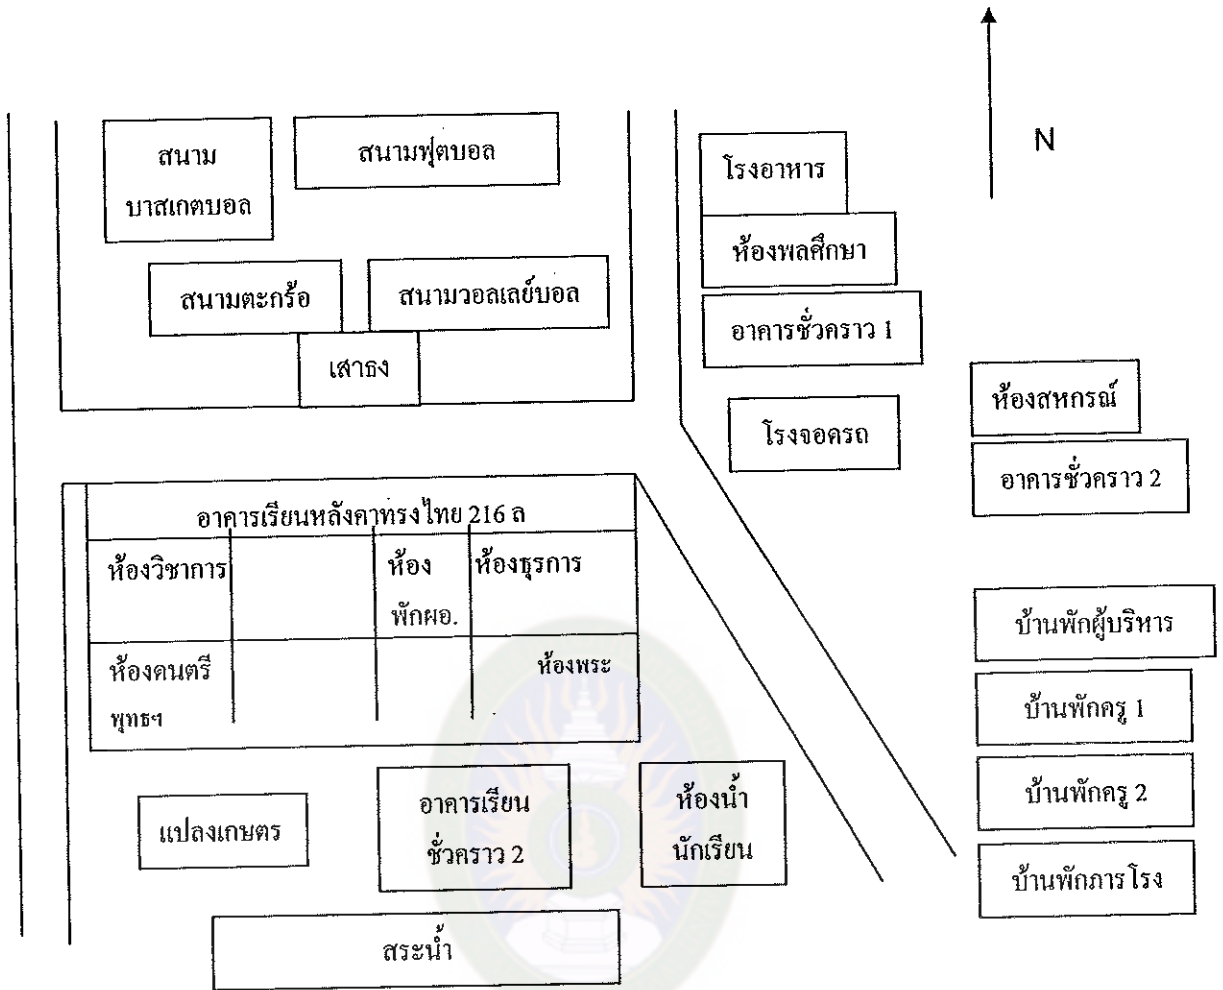 N
สนาม
บาสเกตบอล
สนามฟุตบอล
โรงอาหาร
ห้องพลศึกษา
สนามตะกร้อ
สนามวอลเลย์บอล
อาคารชั่วคราว 1
เสาธง
ห้องสหกรณ์
โรงจอดรถ
อาคารชั่วคราว 2
อาคารเรียนหลังคาทรงไทย 216 ล
ห้องวิชาการ
ห้อง
พักผอ.
ห้องธุรการ
ห้องดนตรี
พุทธฯ
ห้องพระ
บ้านพักผู้บริหาร
บ้านพักครู 1
บ้านพักครู 2
บ้านพักภารโรง
แปลงเกษตร
อาคารเรียน
ชั่วคราว 2
ห้องน้ำ
นักเรียน
สระน้ำ